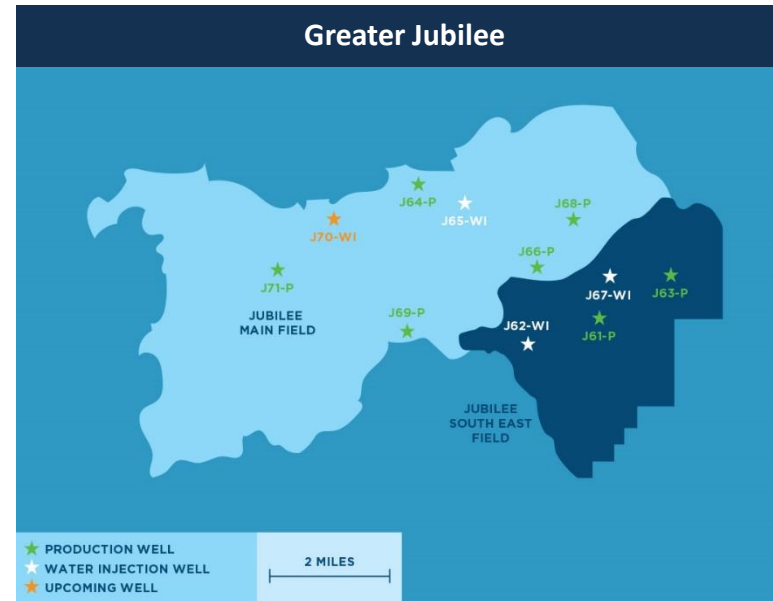 Greater Jubilee
J64-P
J65-WI
J68-P
J70-WI
J66-P
J71-P
J67-WI
J63-P
JUBILEE
MAIN FIELD
J69-P
J62-WI
J61-P
JUBILEE
SOUTH EAST
FIELD
PRODUCTION WELL
WATER INJECTION WELL
UPCOMING WELL
2 MILES